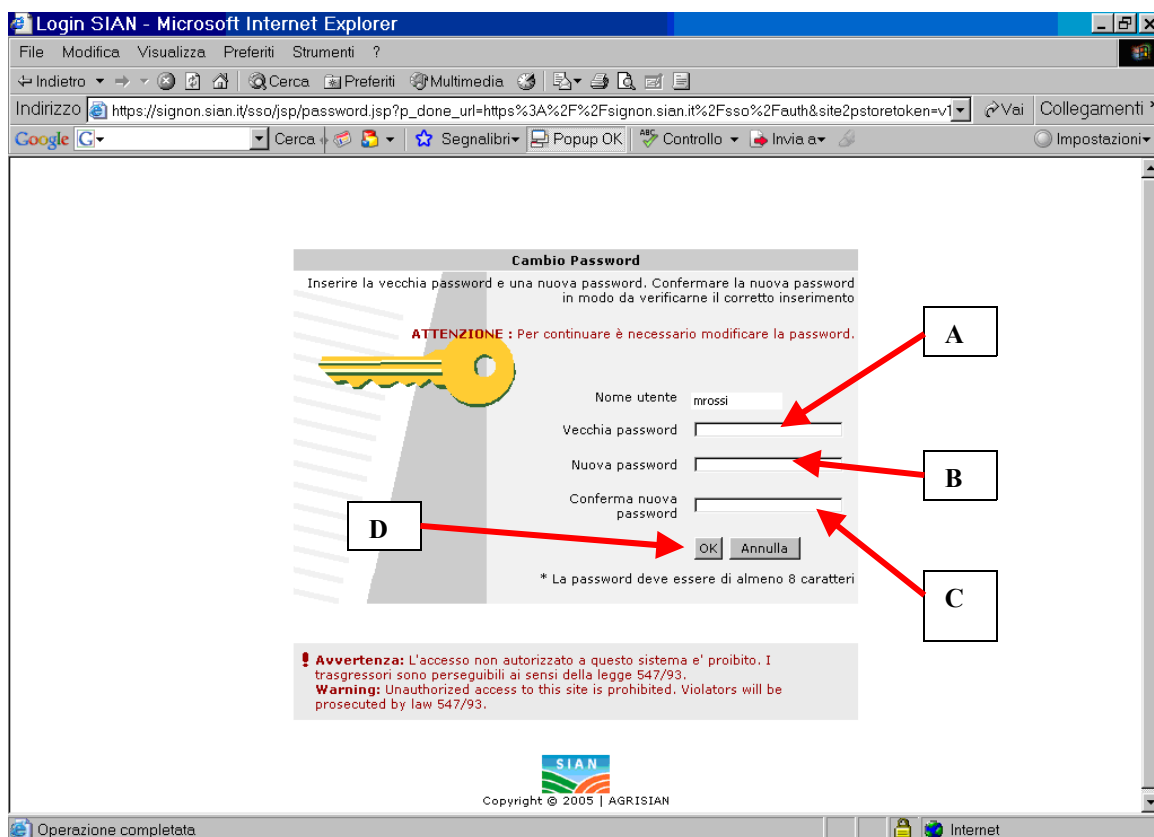 Login SIAN - Microsoft Internet Explorer
File Modifica Visualizza Preferiti Strumenti ?
Indietro Cerca Preferiti Multimedia
Indirizzo https://signon.sian.it/sso/jsp/password.jsp?p_done_url=https%3A%2F%2Fsignon.sian.it%2Fsso%2Fauth&site2pstoretoken=v1 Vai Collegamenti
Google G Cerca Segnalibri Popup OK ABC Controllo Invia a Impostazioni
Cambio Password
Inserire la vecchia password e una nuova password. Confermare la nuova password
in modo da verificarne il corretto inserimento
ATTENZIONE : Per continuare è necessario modificare la password.
A
Nome utente mrossi
Vecchia password
Nuova password
B
Conferma nuova
password
D
OK Annulla
* La password deve essere di almeno 8 caratteri
C
Avvertenza: L'accesso non autorizzato a questo sistema e' proibito. I
trasgressori sono perseguibili ai sensi della legge 547/93.
Warning: Unauthorized access to this site is prohibited. Violators will be
prosecuted by law 547/93.
SIAN
Copyright © 2005 | AGRISIAN
Operazione completata Internet